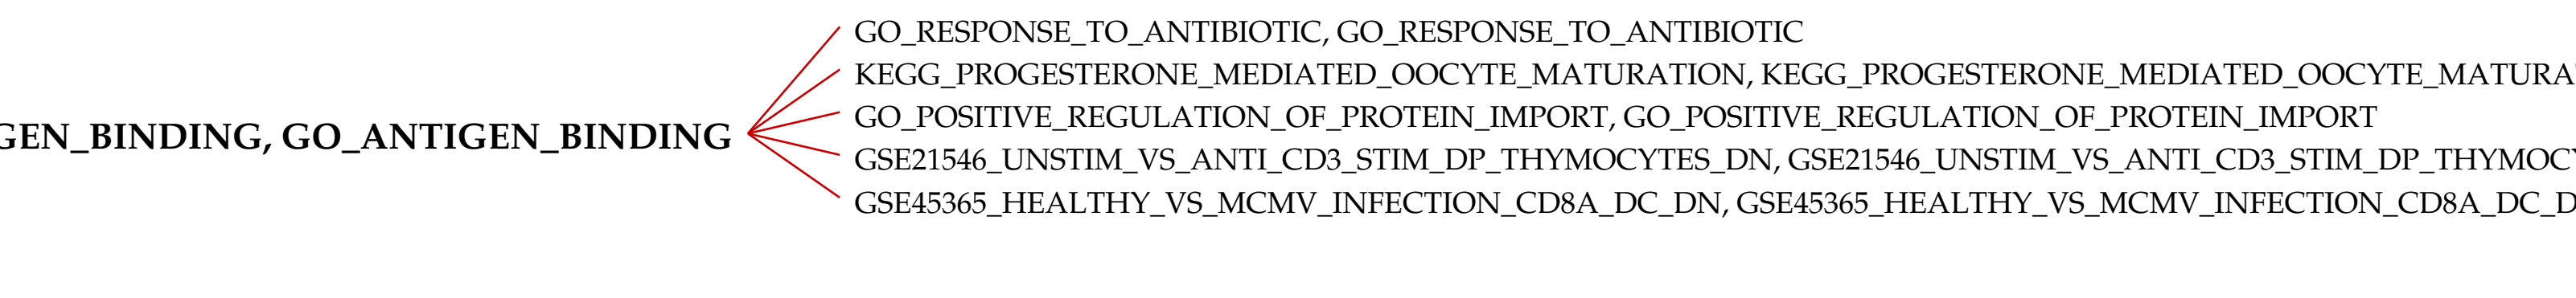 GO_RESPONSE_TO_ANTIBIOTIC, GO_RESPONSE_TO_ANTIBIOTIC
KEGG_PROGESTERONE_MEDIATED_OOCYTE_MATURATION, KEGG_PROGESTERONE_MEDIATED_OOCYTE_MATURA
GO_POSITIVE_REGULATION_OF_PROTEIN_IMPORT, GO_POSITIVE_REGULATION_OF_PROTEIN_IMPORT
GEN_BINDING, GO_ANTIGEN_BINDING
GSE21546_UNSTIM_VS_ANTI_CD3_STIM_DP_THYMOCYTES_DN, GSE21546_UNSTIM_VS_ANTI_CD3_STIM_DP_THYMOCY
GSE45365_HEALTHY_VS_MCMV_INFECTION_CD8A_DC_DN, GSE45365_HEALTHY_VS_MCMV_INFECTION_CD8A_DC_D